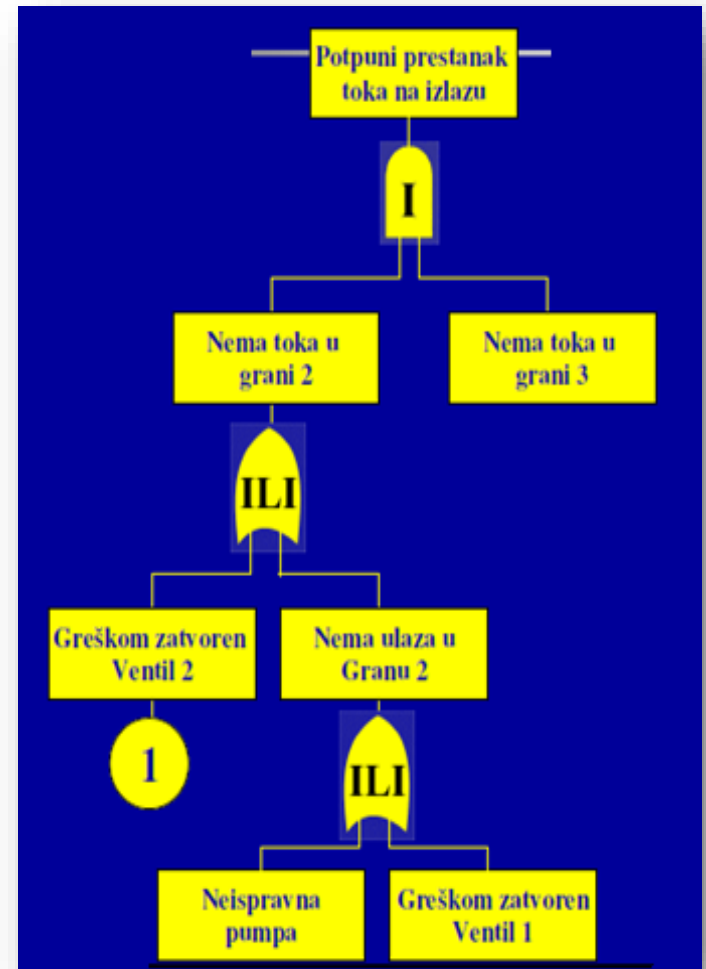 Potpuni prestanak
toka na izlazu
I
Nema toka u
grani 2
Nema toka u
grani 3
ILI
Greškom zatvoren
Ventil 2
Nema ulaza u
Granu 2
1
ILI
Neispravna
pumpa
Greškom zatvoren
Ventil 1